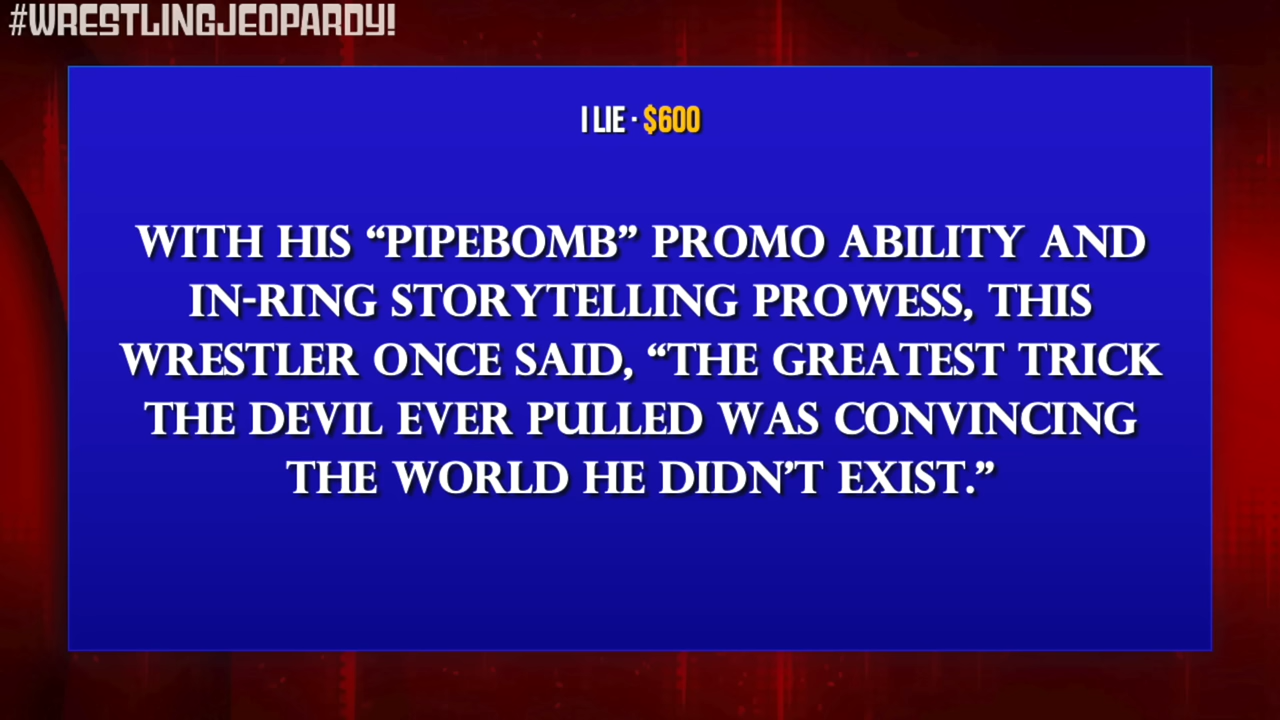 #WRESTLINGJEOPARDY!
I LIE · $600
WITH HIS “PIPEBOMB” PROMO ABILITY AND
IN-RING STORYTELLING PROWESS, THIS
WRESTLER ONCE SAID, “THE GREATEST TRICK
THE DEVIL EVER PULLED WAS CONVINCING
THE WORLD HE DIDN’T EXIST.”